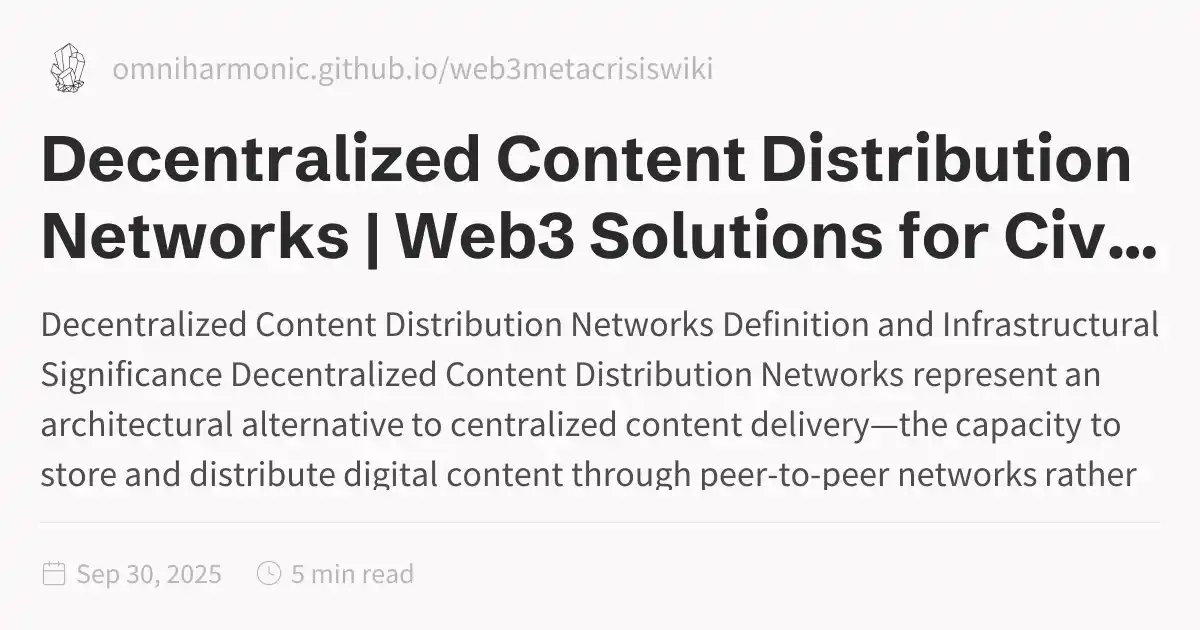 omniharmonic.github.io/web3metacrisiswiki
Decentralized Content Distribution
Networks | Web3 Solutions for Civ...
Decentralized Content Distribution Networks Definition and Infrastructural
Significance Decentralized Content Distribution Networks represent an
architectural alternative to centralized content delivery—the capacity to
store and distribute digital content through peer-to-peer networks rather
Sep 30, 2025
5 min read